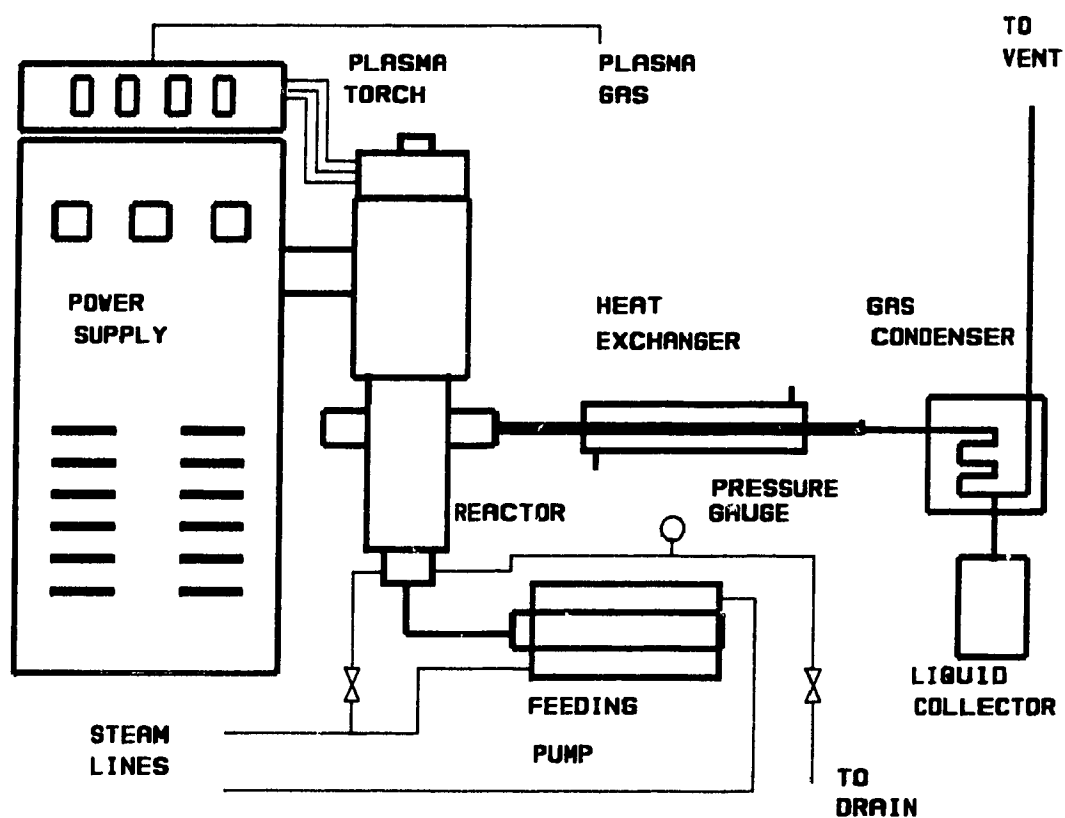 TO
VENT
PLASMA
TORCH
PLASMA
GAS
POWER
SUPPLY
HEAT
EXCHANGER
GAS
CONDENSER
PRESSURE
GAUGE
REACTOR
FEEDING
PUMP
LIQUID
COLLECTOR
STEAM
LINES
TO
DRAIN